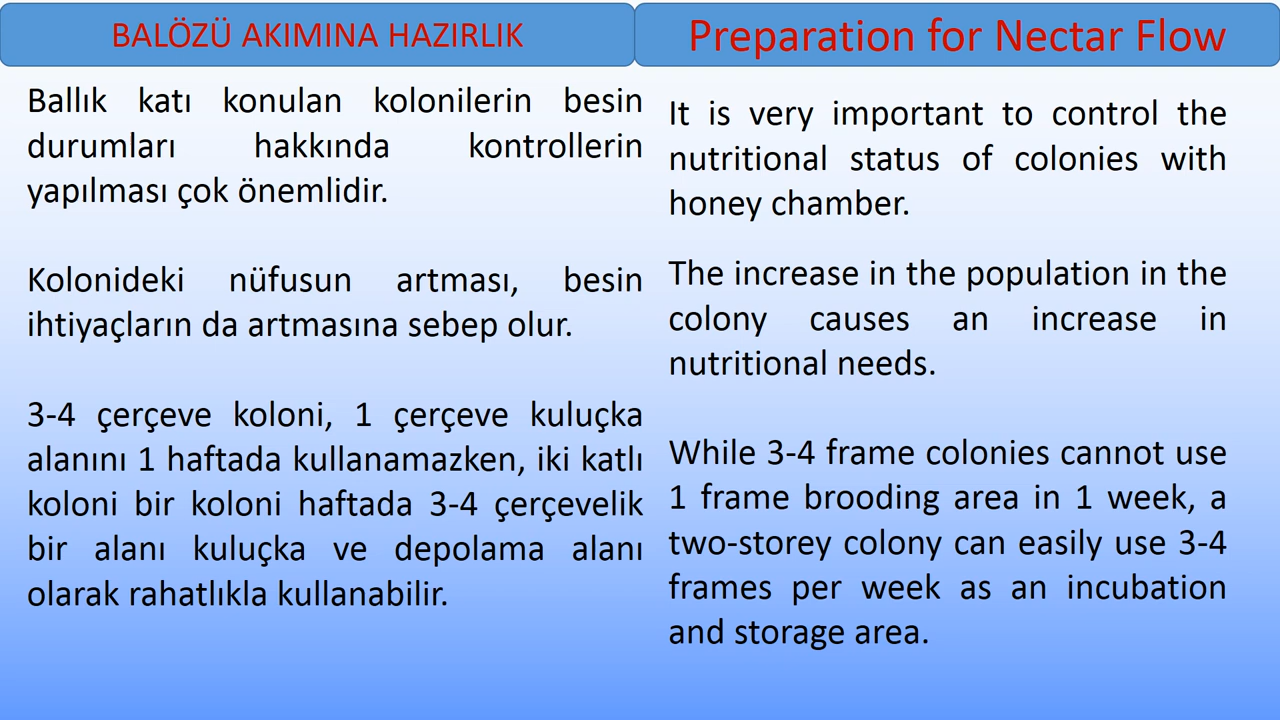 BALÖZÜ AKIMINA HAZIRLIK
Ballık katı konulan kolonilerin besin
durumları hakkında kontrollerin
yapılması çok önemlidir.
Kolonideki nüfusun artması, besin
ihtiyaçların da artmasına sebep olur.
3-4 çerçeve koloni, 1 çerçeve kuluçka
alanını 1 haftada kullanamazken, iki katlı
koloni bir koloni haftada 3-4 çerçevelik
bir alanı kuluçka ve depolama alanı
olarak rahatlıkla kullanabilir.
Preparation for Nectar Flow
It is very important to control the
nutritional status of colonies with
honey chamber.
The increase in the population in the
colony causes an increase in
nutritional needs.
While 3-4 frame colonies cannot use
1 frame brooding area in 1 week, a
two-storey colony can easily use 3-4
frames per week as an incubation
and storage area.